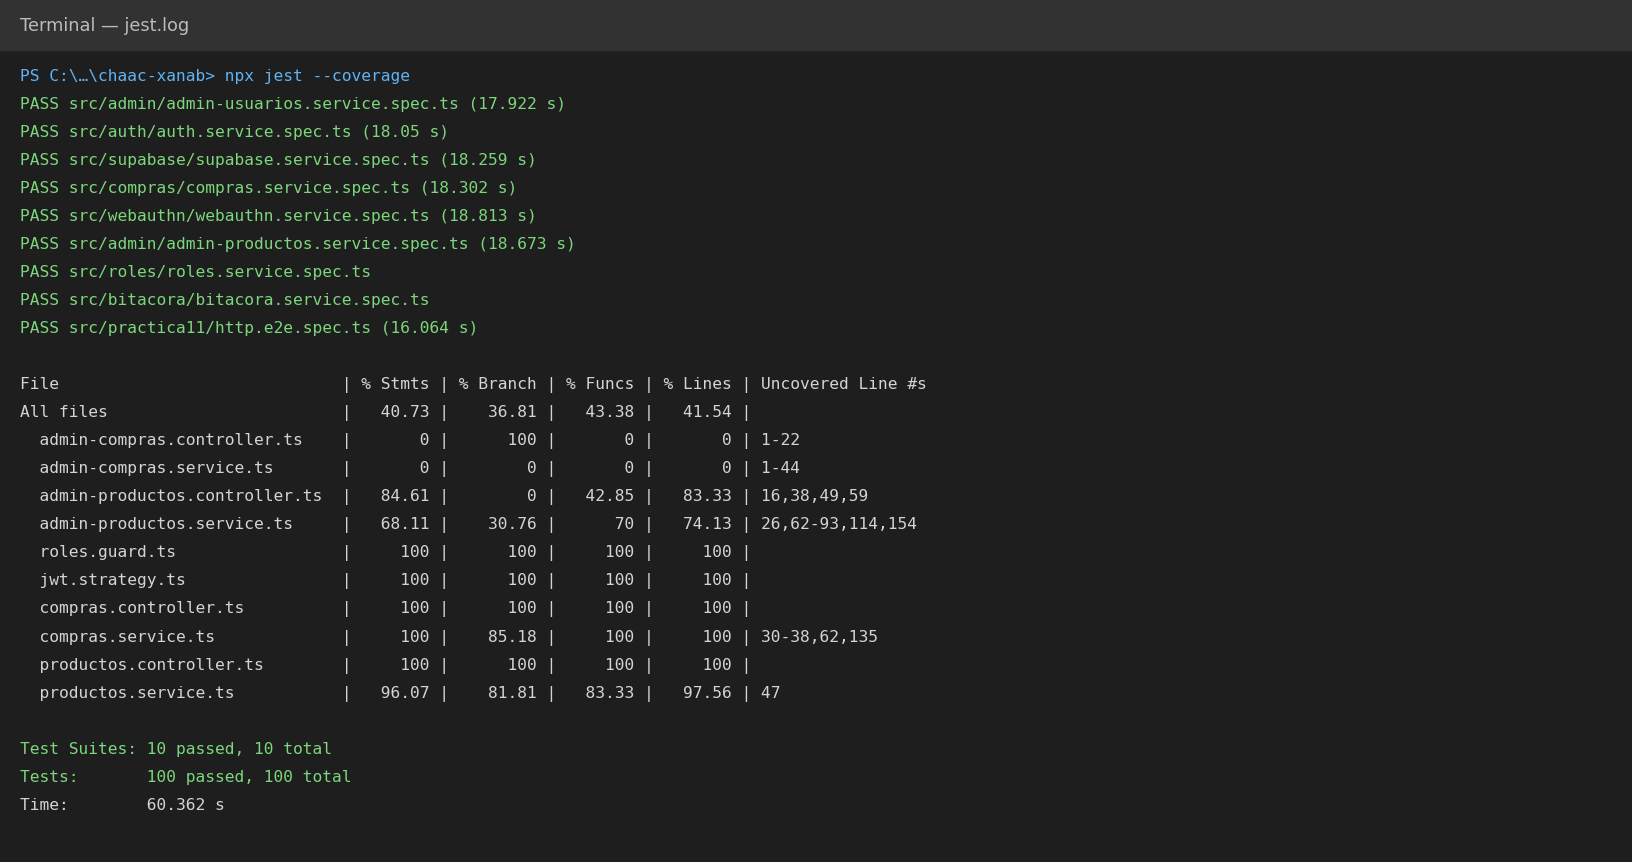 Terminal — jest.log
PS C:\…\chaac-xanab> npx jest --coverage
PASS src/admin/admin-usuarios.service.spec.ts (17.922 s)
PASS src/auth/auth.service.spec.ts (18.05 s)
PASS src/supabase/supabase.service.spec.ts (18.259 s)
PASS src/compras/compras.service.spec.ts (18.302 s)
PASS src/webauthn/webauthn.service.spec.ts (18.813 s)
PASS src/admin/admin-productos.service.spec.ts (18.673 s)
PASS src/roles/roles.service.spec.ts
PASS src/bitacora/bitacora.service.spec.ts
PASS src/practica11/http.e2e.spec.ts (16.064 s)
File                             | % Stmts | % Branch | % Funcs | % Lines | Uncovered Line #s
All files                        |   40.73 |    36.81 |   43.38 |   41.54 |
  admin-compras.controller.ts    |       0 |      100 |       0 |       0 | 1-22
  admin-compras.service.ts       |       0 |        0 |       0 |       0 | 1-44
  admin-productos.controller.ts  |   84.61 |        0 |   42.85 |   83.33 | 16,38,49,59
  admin-productos.service.ts     |   68.11 |    30.76 |      70 |   74.13 | 26,62-93,114,154
  roles.guard.ts                 |     100 |      100 |     100 |     100 |
  jwt.strategy.ts                |     100 |      100 |     100 |     100 |
  compras.controller.ts          |     100 |      100 |     100 |     100 |
  compras.service.ts             |     100 |    85.18 |     100 |     100 | 30-38,62,135
  productos.controller.ts        |     100 |      100 |     100 |     100 |
  productos.service.ts           |   96.07 |    81.81 |   83.33 |   97.56 | 47
Test Suites: 10 passed, 10 total
Tests:       100 passed, 100 total
Time:        60.362 s